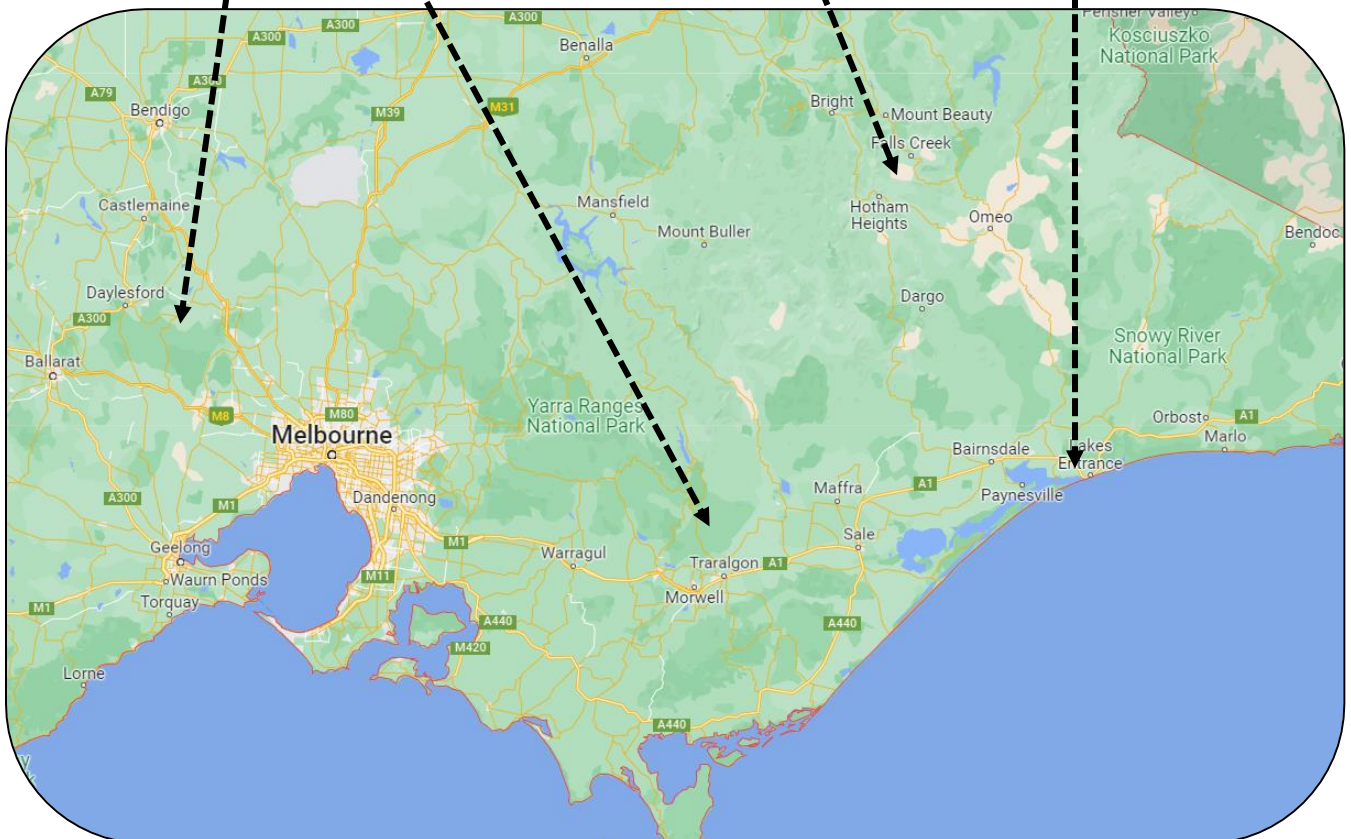 A300
Perisher Valley
A300
A300
Kosciuszko
National Park
Benalla
A300
A79
Bright
M31
Bendigo
M39
Mount Beauty
Falls Creek
Castlemaine
Mansfield
Hotham
Heights
Omeo
Mount Buller
Bendoc
Daylesford
Dargo
A300
Snowy River
National Park
Ballarat
Yarra Ranges
National Park
M8
M80
Orbost
A1
Melbourne
Marlo
Bairnsdale
Lakes
Entrance
A1
Maffra
Paynesville
A300
Dandenong
M1
Sale
M1
Geelong
Warragul
Traralgon
A1
Waurn Ponds
M11
Morwell
Torquay
M1
A440
A440
M420
Lorne
A440